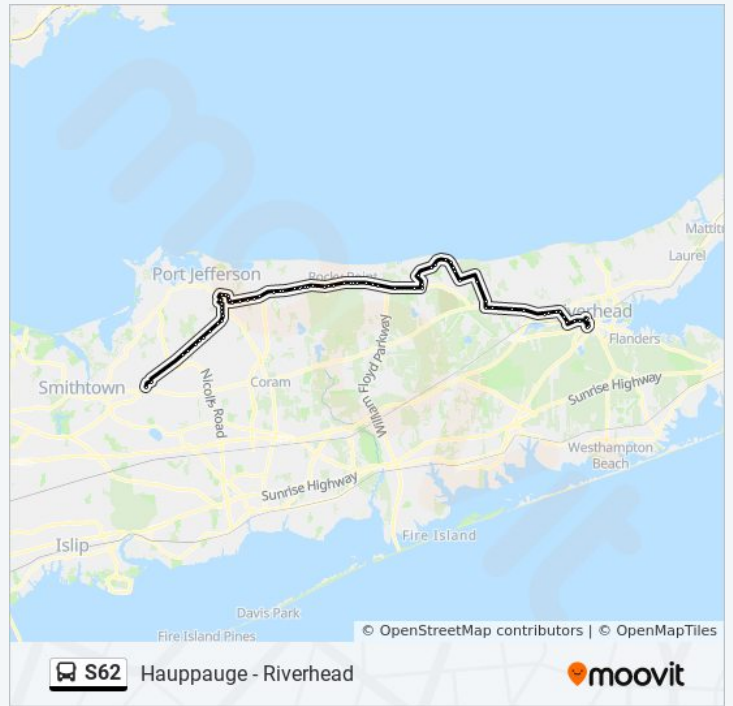 Mattit
Laurel
Port Jefferson
Rocky Point
Riverhead
Flanders
Smithtown
Coram
Nicolls Road
William Floyd Parkway
Sunrise Highway
Westhampton
Beach
Sunrise Highway
Islip
Fire Island
Davis Park
Fire Island Pines
© OpenStreetMap contributors | © OpenMapTiles
S62 Hauppauge - Riverhead
moovit